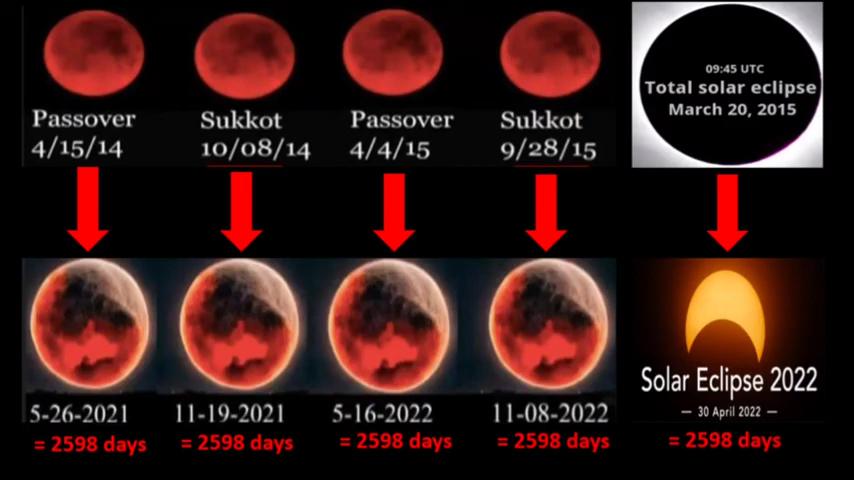 Passover
4/15/14
Sukkot
10/08/14
Passover
4/4/15
Sukkot
9/28/15
09:45 UTC
Total solar eclipse
March 20, 2015
5-26-2021
= 2598 days
11-19-2021
= 2598 days
5-16-2022
= 2598 days
11-08-2022
= 2598 days
Solar Eclipse 2022
— 30 April 2022 —
= 2598 days